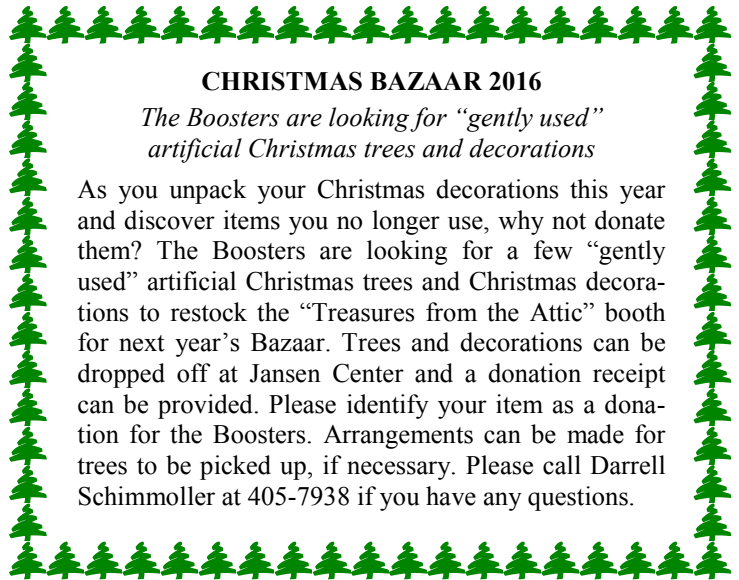 CHRISTMAS BAZAAR 2016
The Boosters are looking for “gently used”
artificial Christmas trees and decorations
As you unpack your Christmas decorations this year
and discover items you no longer use, why not donate
them? The Boosters are looking for a few “gently
used” artificial Christmas trees and Christmas decora-
tions to restock the “Treasures from the Attic” booth
for next year’s Bazaar. Trees and decorations can be
dropped off at Jansen Center and a donation receipt
can be provided. Please identify your item as a dona-
tion for the Boosters. Arrangements can be made for
trees to be picked up, if necessary. Please call Darrell
Schimmoller at 405-7938 if you have any questions.